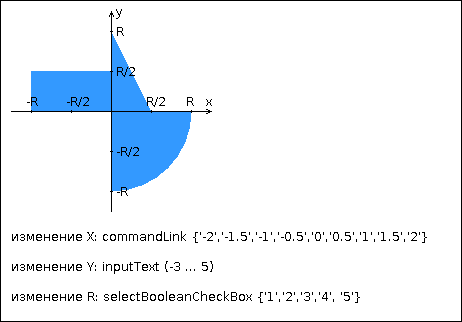 y
R
R/2
-R -R/2 R/2 R x
-R/2
-R
изменение X: commandLink {'-2','-1.5','-1','-0.5','0','0.5','1','1.5','2'}
изменение Y: inputText (-3 ... 5)
изменение R: selectBooleanCheckBox {'1','2','3','4', '5'}